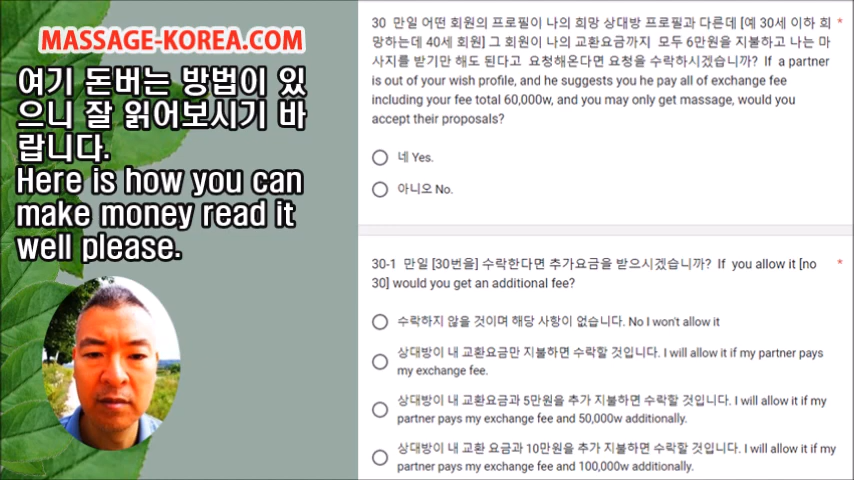 MASSAGE-KOREA.COM
여기 돈버는 방법이 있
으니 잘 읽어보시기 바
랍니다.
Here is how you can
make money read it
well please.
30 만일 어떤 회원의 프로필이 나의 희망 상대방 프로필과 다른데 [예 30세 이하 희 *
망하는데 40세 회원] 그 회원이 나의 교환요금까지 모두 6만원을 지불하고 나는 마
사지를 받기만 해도 된다고 요청해온다면 요청을 수락하시겠습니까? If a partner
is out of your wish profile, and he suggests you he pay all of exchange fee
including your fee total 60,000w, and you may only get massage, would you
accept their proposals?
네 Yes.
아니오 No.
30-1 만일 [30번을] 수락한다면 추가요금을 받으시겠습니까? If you allow it [no *
30] would you get an additional fee?
수락하지 않을 것이며 해당 사항이 없습니다. No I won't allow it
상대방이 내 교환요금만 지불하면 수락할 것입니다. I will allow it if my partner pays
my exchange fee.
상대방이 내 교환요금과 5만원을 추가 지불하면 수락할 것입니다. I will allow it if my
partner pays my exchange fee and 50,000w additionally.
상대방이 내 교환 요금과 10만원을 추가 지불하면 수락할 것입니다. I will allow it if my
partner pays my exchange fee and 100,000w additionally.